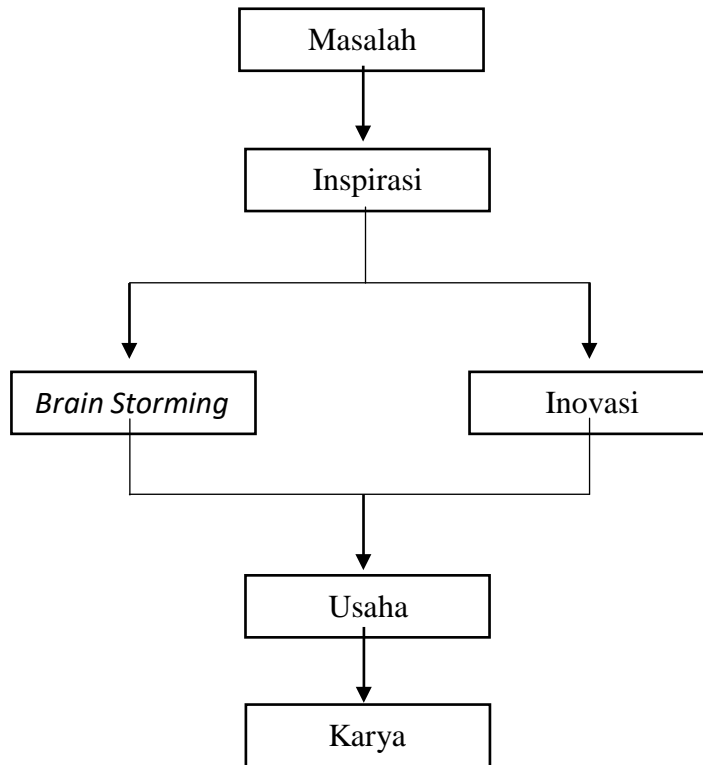 Masalah
Inspirasi
Brain Storming
Inovasi
Usaha
Karya